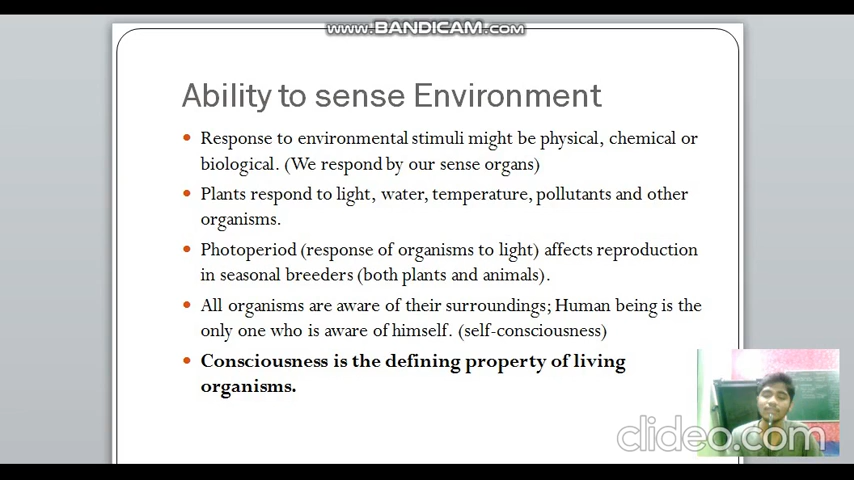 www.BANDICAM.com
Ability to sense Environment
Response to environmental stimuli might be physical, chemical or
biological. (We respond by our sense organs)
Plants respond to light, water, temperature, pollutants and other
organisms.
Photoperiod (response of organisms to light) affects reproduction
in seasonal breeders (both plants and animals).
All organisms are aware of their surroundings; Human being is the
only one who is aware of himself. (self-consciousness)
Consciousness is the defining property of living
organisms.
clideo.com